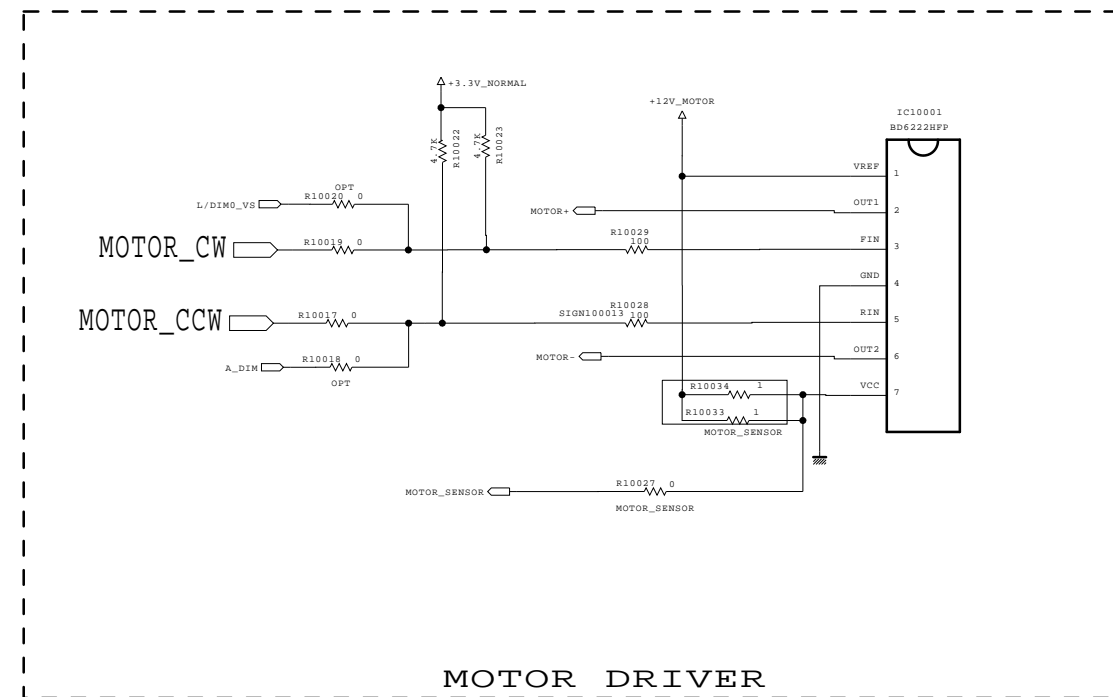 +3.3V_NORMAL
4.7K
R10022
4.7K
R10023
+12V_MOTOR
IC10001
BD6222HFP
VREF
1
OPT
R10020 0
L/DIM0_VS
MOTOR+
OUT1
2
MOTOR_CW
R10019 0
R10029
100
FIN
3
GND
4
MOTOR_CCW
R10017 0
R10028
SIGN100013 100
RIN
5
A_DIM
R10018 0
OPT
MOTOR-
OUT2
6
R10034 1
VCC
7
R10033 1
MOTOR_SENSOR
MOTOR_SENSOR
R10027 0
MOTOR_SENSOR
MOTOR DRIVER